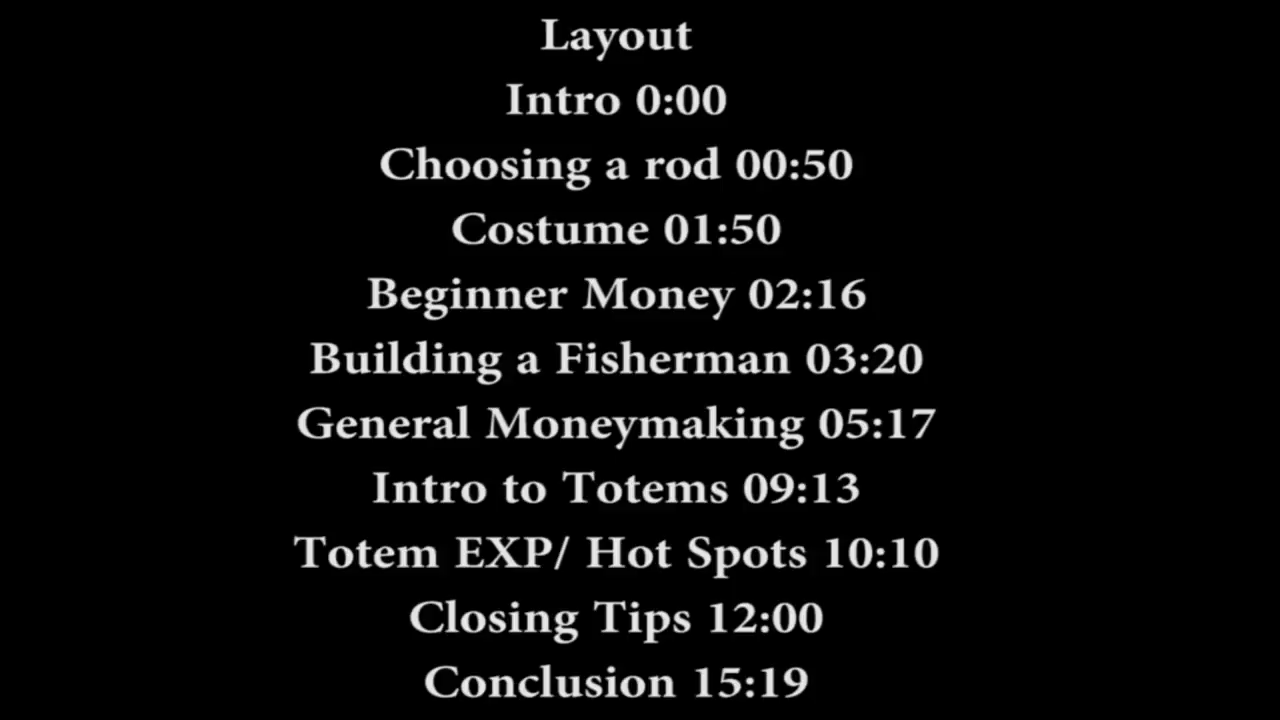 Layout
Intro 0:00
Choosing a rod 00:50
Costume 01:50
Beginner Money 02:16
Building a Fisherman 03:20
General Moneymaking 05:17
Intro to Totems 09:13
Totem EXP/ Hot Spots 10:10
Closing Tips 12:00
Conclusion 15:19